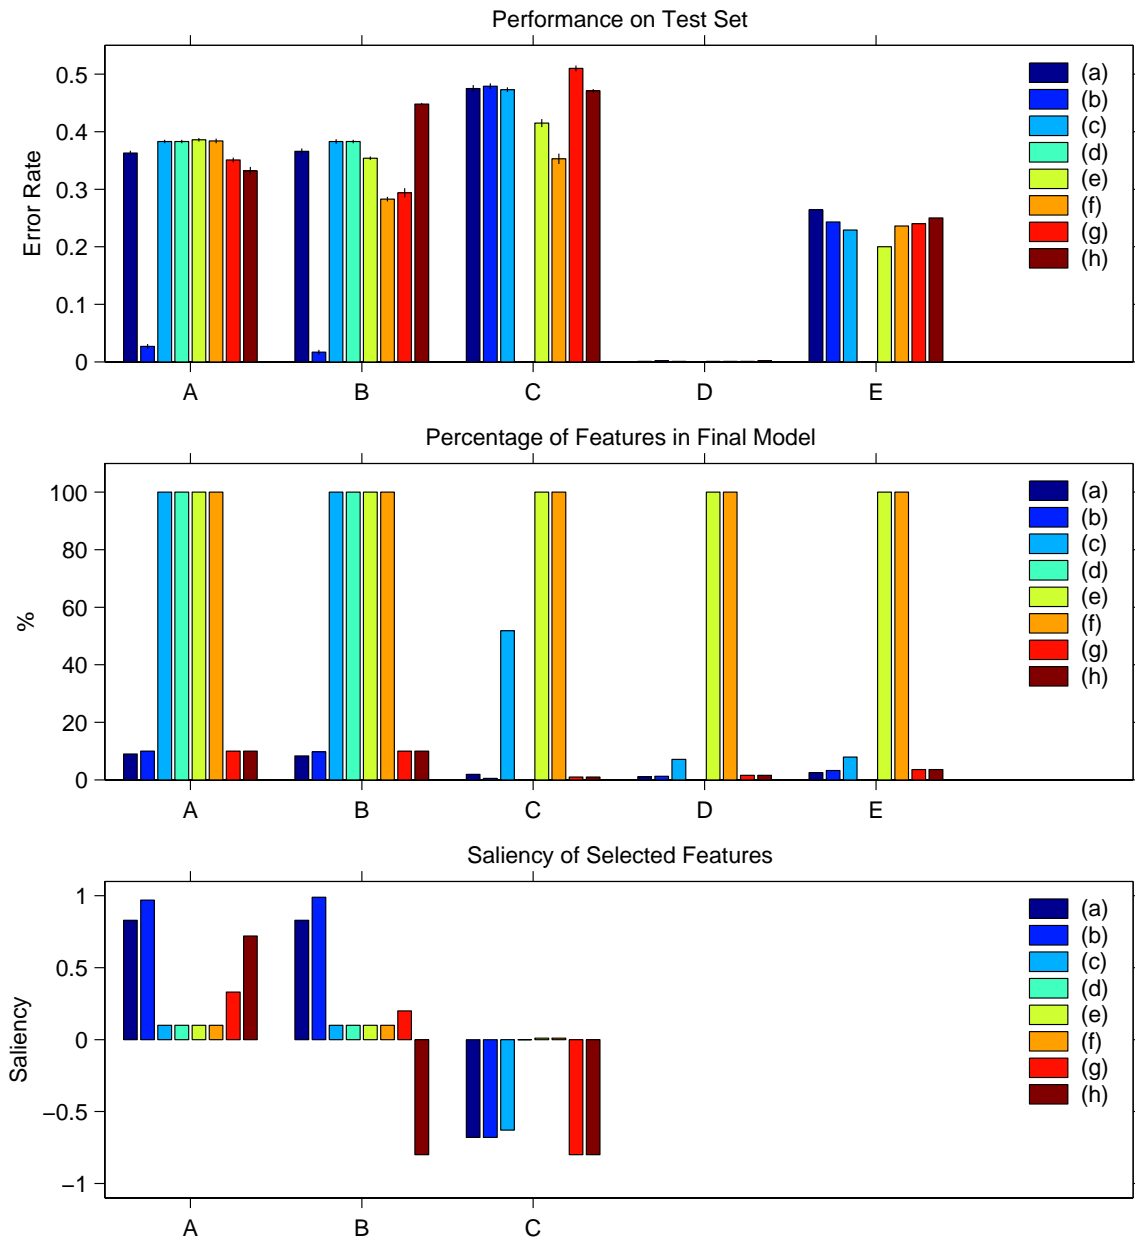 Performance on Test Set
Error Rate
0.5
0.4
0.3
0.2
0.1
0
A B C D E
(a)
(b)
(c)
(d)
(e)
(f)
(g)
(h)
Percentage of Features in Final Model
%
100
80
60
40
20
0
A B C D E
(a)
(b)
(c)
(d)
(e)
(f)
(g)
(h)
Saliency of Selected Features
Saliency
1
0.5
0
−0.5
−1
A B C
(a)
(b)
(c)
(d)
(e)
(f)
(g)
(h)